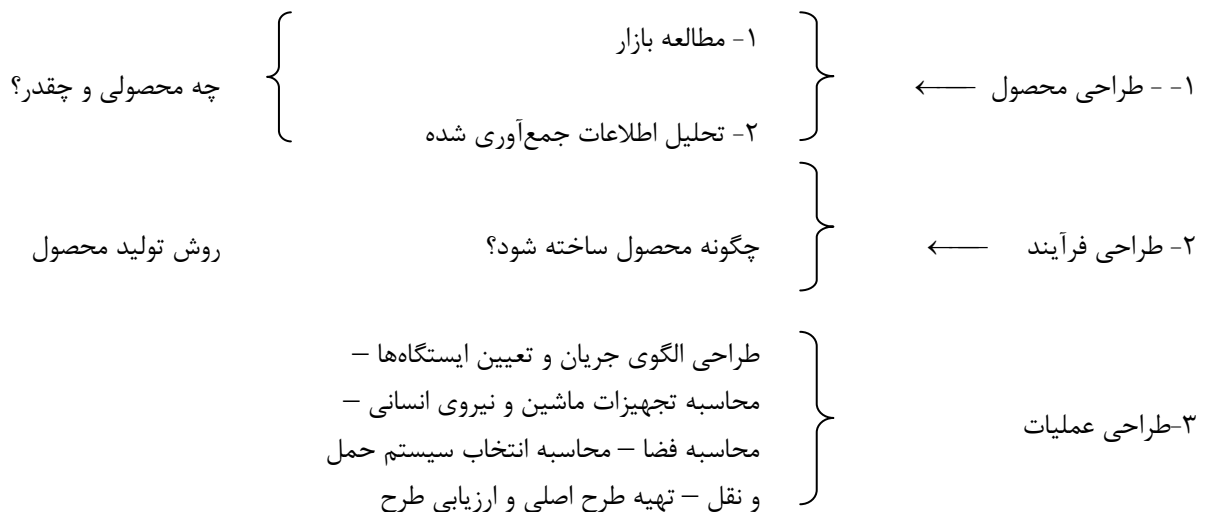 ۱- مطالعه بازار
۱- - طراحی محصول ← چه محصولی و چقدر؟
۲- تحلیل اطلاعات جمع‌آوری شده
۲- طراحی فرآیند ← چگونه محصول ساخته شود؟ روش تولید محصول
طراحی الگوی جریان و تعیین ایستگاه‌ها –
محاسبه تجهیزات ماشین و نیروی انسانی –
۳-طراحی عملیات
محاسبه فضا – محاسبه انتخاب سیستم حمل
و نقل – تهیه طرح اصلی و ارزیابی طرح